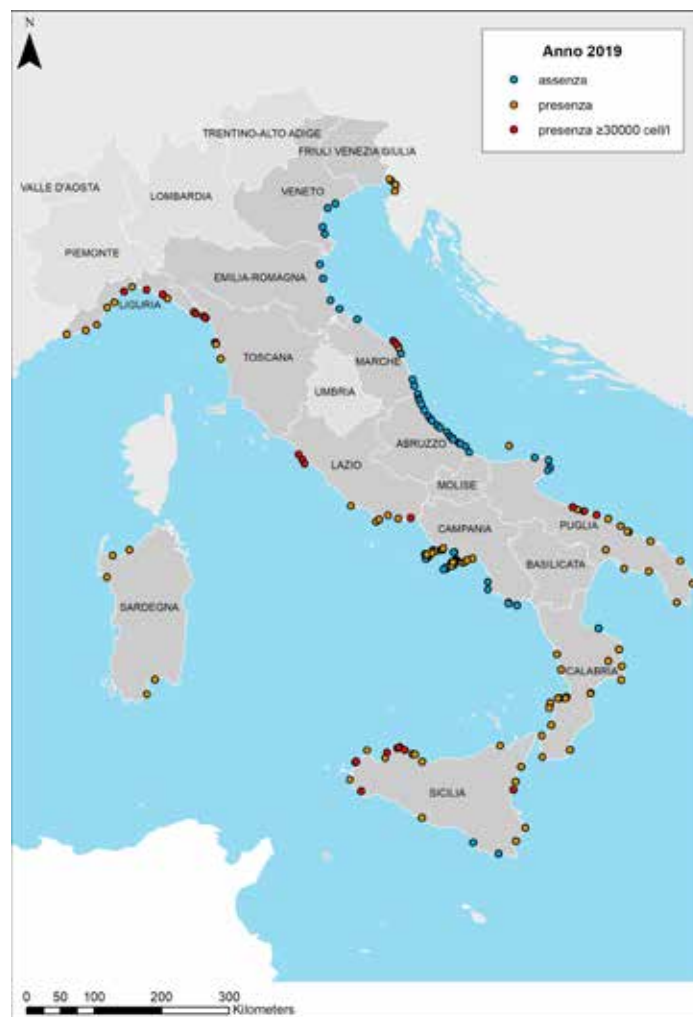 N
Anno 2019
assenza
presenza
presenza ≥30000 cell/l
TRENTINO-ALTO ADIGE
FRIULI VENEZIA GIULIA
VALLE D'AOSTA
LOMBARDIA
VENETO
PIEMONTE
EMILIA-ROMAGNA
LIGURIA
TOSCANA
MARCHE
UMBRIA
ABRUZZO
LAZIO
MOLISE
CAMPANIA
PUGLIA
BASILICATA
SARDEGNA
CALABRIA
SICILIA
0 50 100 200 300
Kilometers